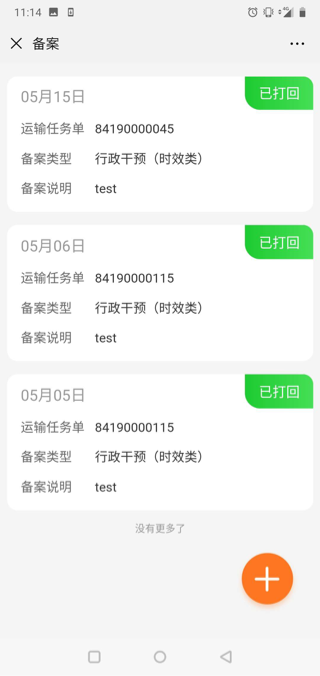 11:14
备案
05月15日
已打回
运输任务单 84190000045
备案类型 行政干预（时效类）
备案说明 test
05月06日
已打回
运输任务单 84190000115
备案类型 行政干预（时效类）
备案说明 test
05月05日
已打回
运输任务单 84190000115
备案类型 行政干预（时效类）
备案说明 test
没有更多了